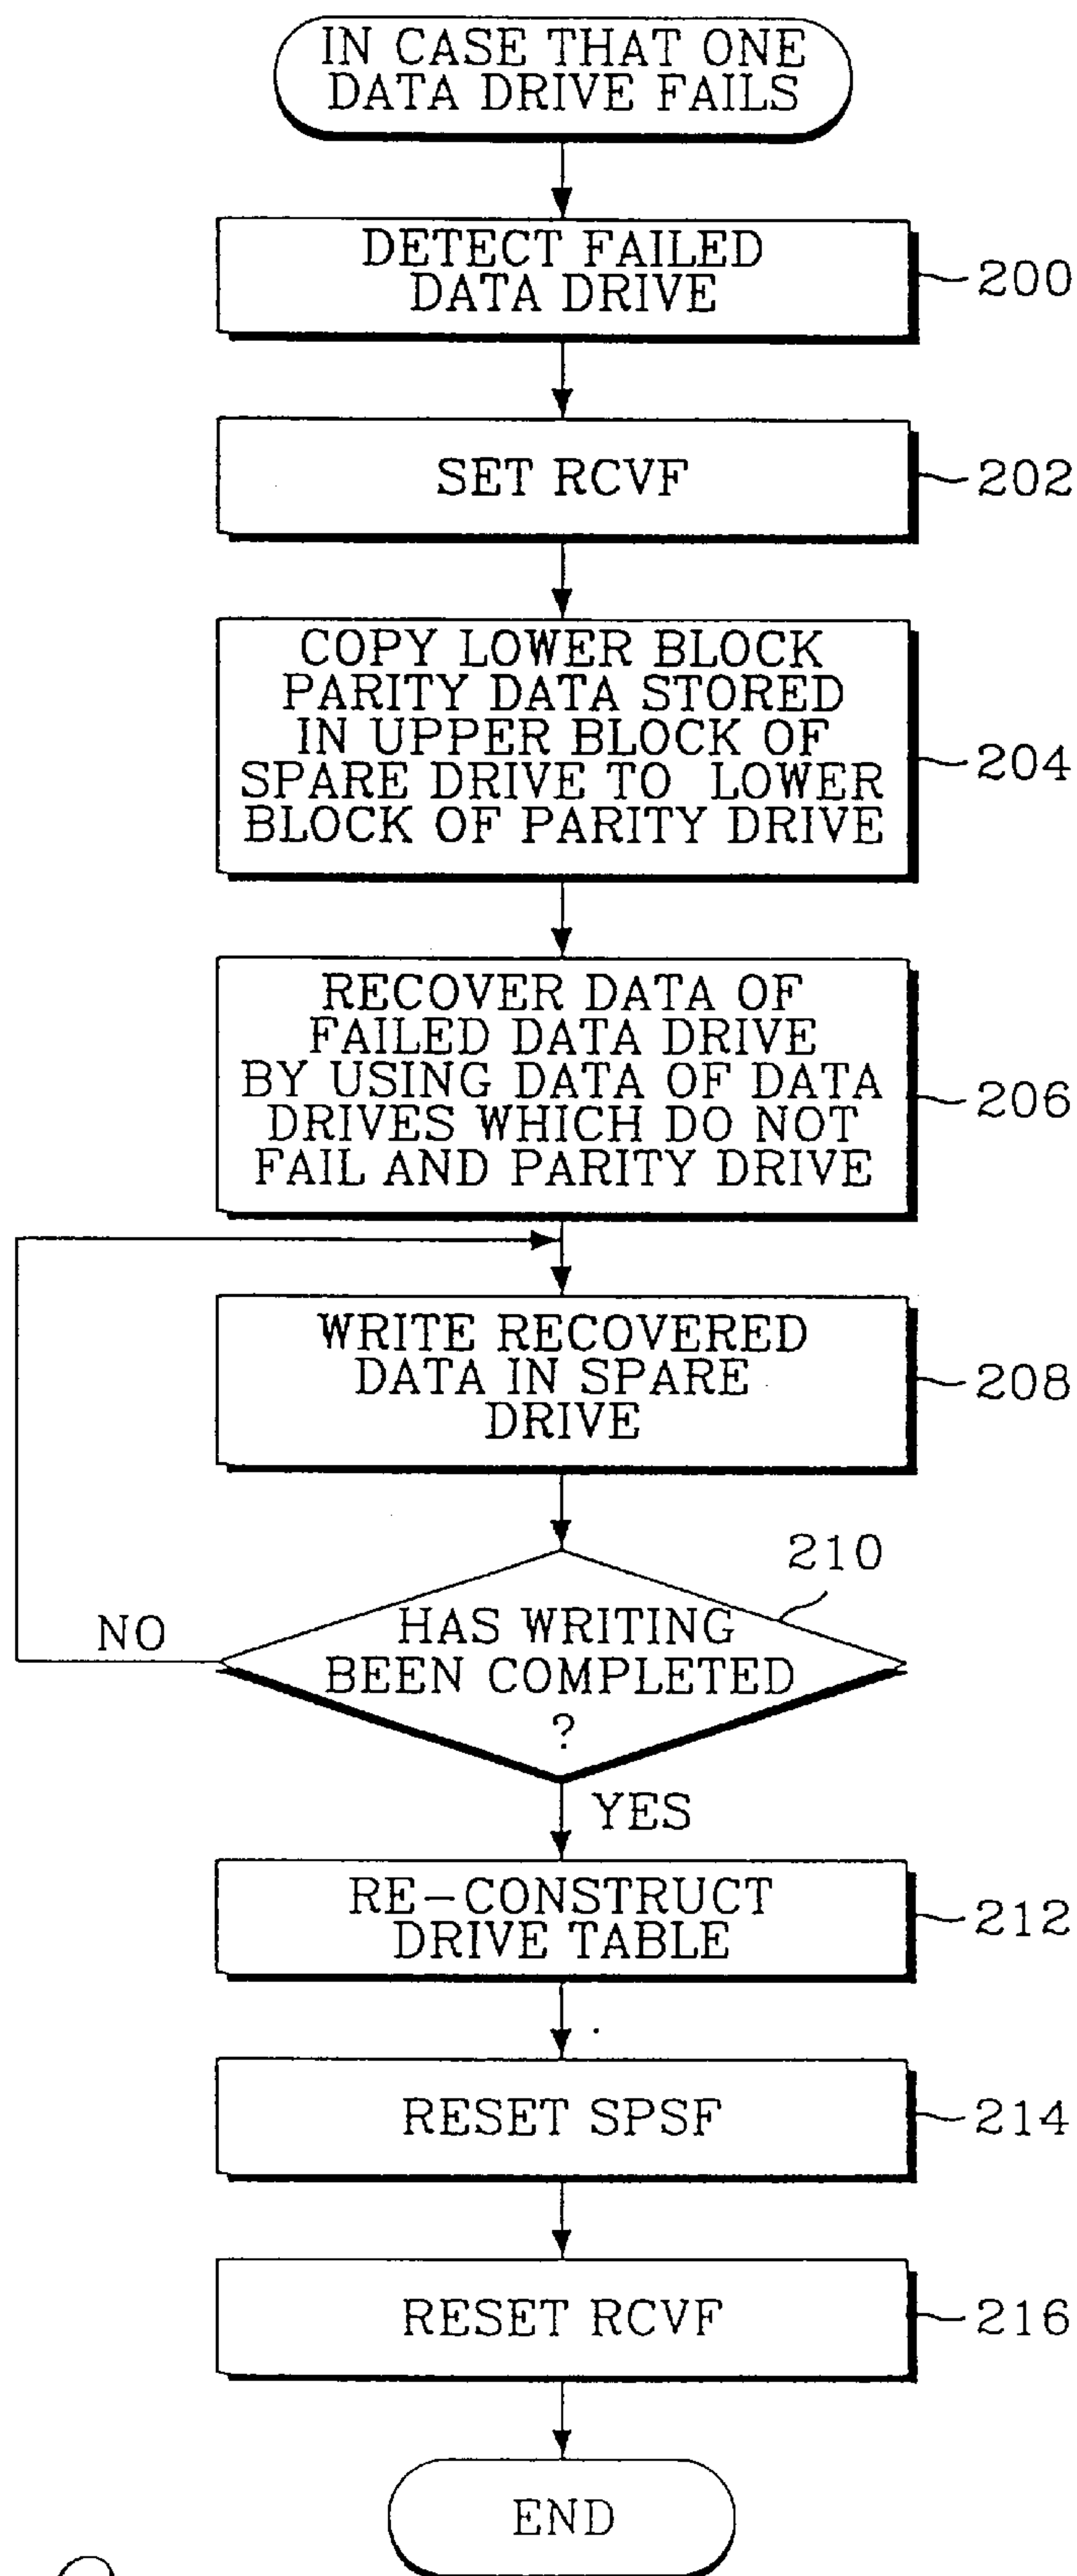 IN CASE THAT ONE
DATA DRIVE FAILS
DETECT FAILED
DATA DRIVE
200
SET RCVF
202
COPY LOWER BLOCK
PARITY DATA STORED
IN UPPER BLOCK OF
SPARE DRIVE TO LOWER
BLOCK OF PARITY DRIVE
204
RECOVER DATA OF
FAILED DATA DRIVE
BY USING DATA OF DATA
DRIVES WHICH DO NOT
FAIL AND PARITY DRIVE
206
WRITE RECOVERED
DATA IN SPARE
DRIVE
208
210
HAS WRITING
BEEN COMPLETED
?
NO
YES
RE-CONSTRUCT
DRIVE TABLE
212
RESET SPSF
214
RESET RCVF
216
END